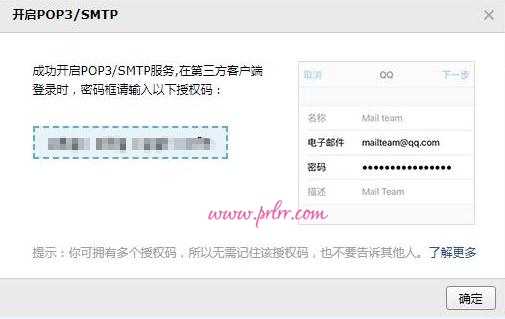 开启POP3/SMTP
成功开启POP3/SMTP服务,在第三方客户端
登录时，密码框请输入以下授权码：
取消 QQ 下一步
名称 Mail team
电子邮件 mailteam@qq.com
密码 ●●●●●●●●●●●●●●●●
描述 Mail Team
www.prlrr.com
提示：你可拥有多个授权码，所以无需记住该授权码，也不要告诉其他人。了解更多
确定